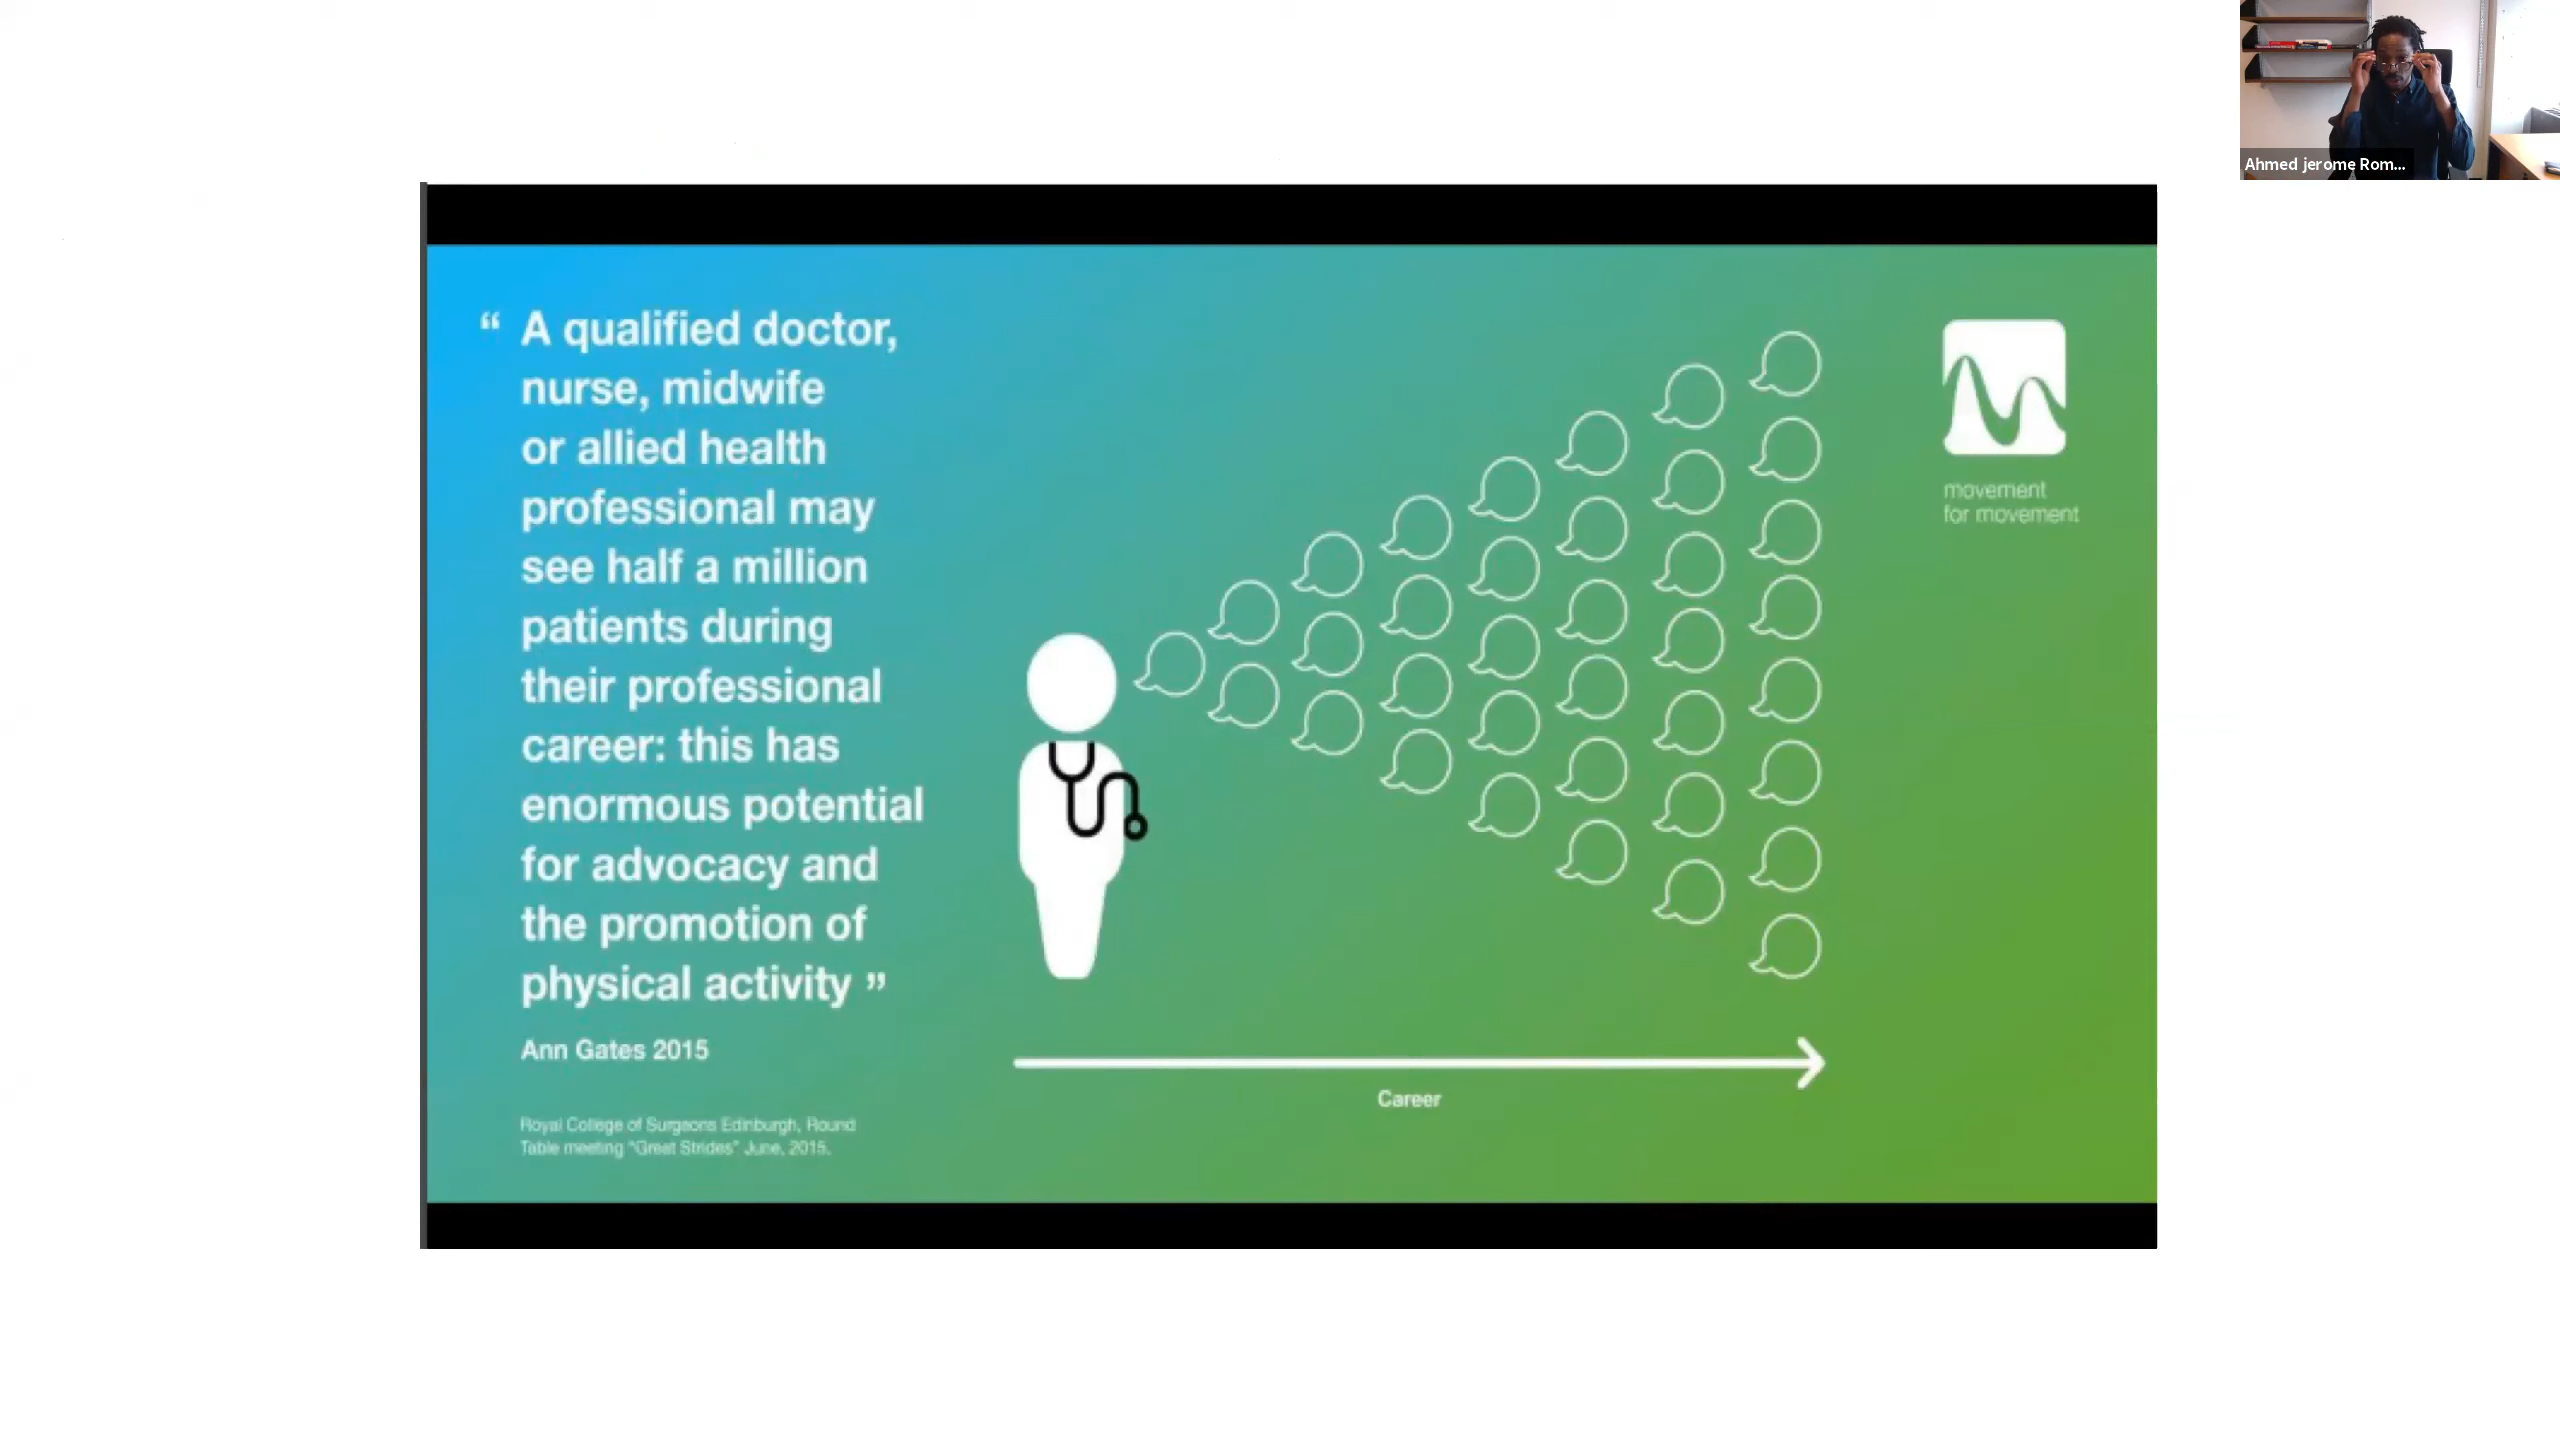 Ahmed jerome Rom...
“ A qualified doctor,
nurse, midwife
or allied health
professional may
see half a million
patients during
their professional
career: this has
enormous potential
for advocacy and
the promotion of
physical activity ”
Ann Gates 2015
Royal College of Surgeons Edinburgh, Round
Table meeting “Great Strides” June, 2015.
Career
movement
for movement